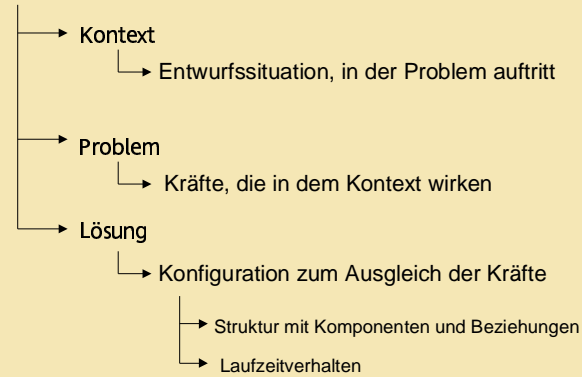 Kontext
Entwurfssituation, in der Problem auftritt
Problem
Kräfte, die in dem Kontext wirken
Lösung
Konfiguration zum Ausgleich der Kräfte
Struktur mit Komponenten und Beziehungen
Laufzeitverhalten